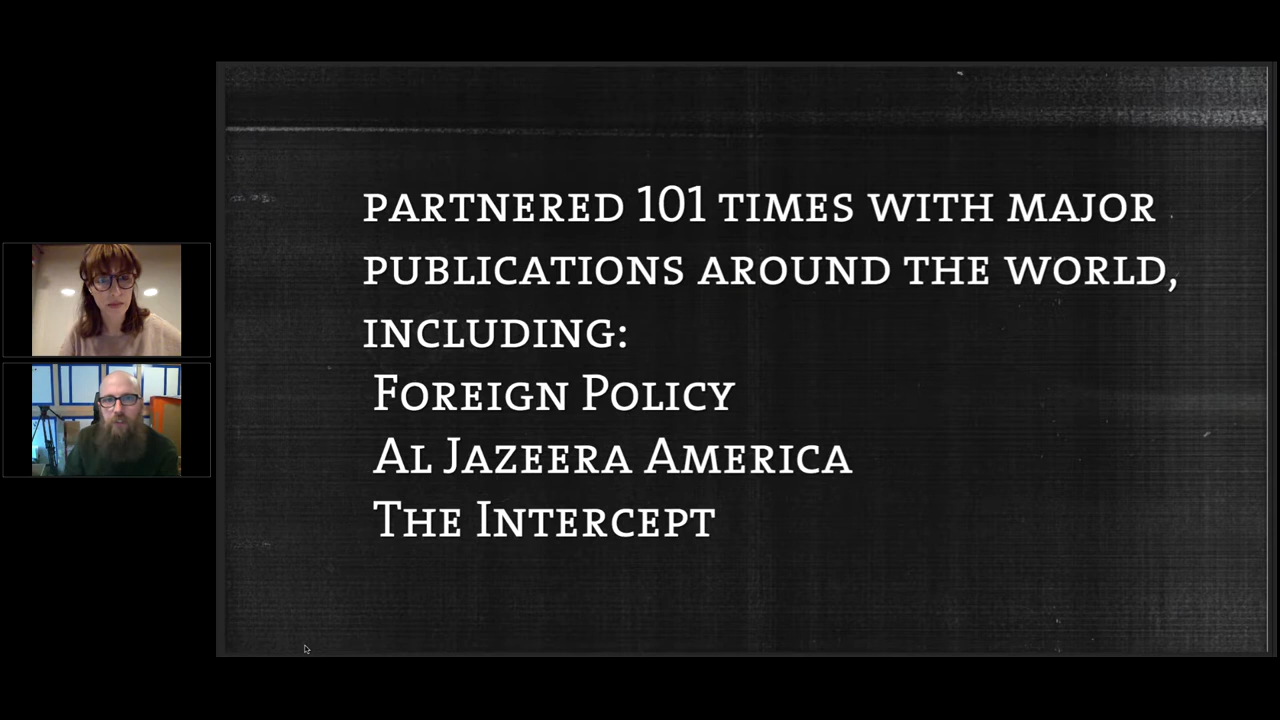 PARTNERED 101 TIMES WITH MAJOR
PUBLICATIONS AROUND THE WORLD,
INCLUDING:
FOREIGN POLICY
AL JAZEERA AMERICA
THE INTERCEPT